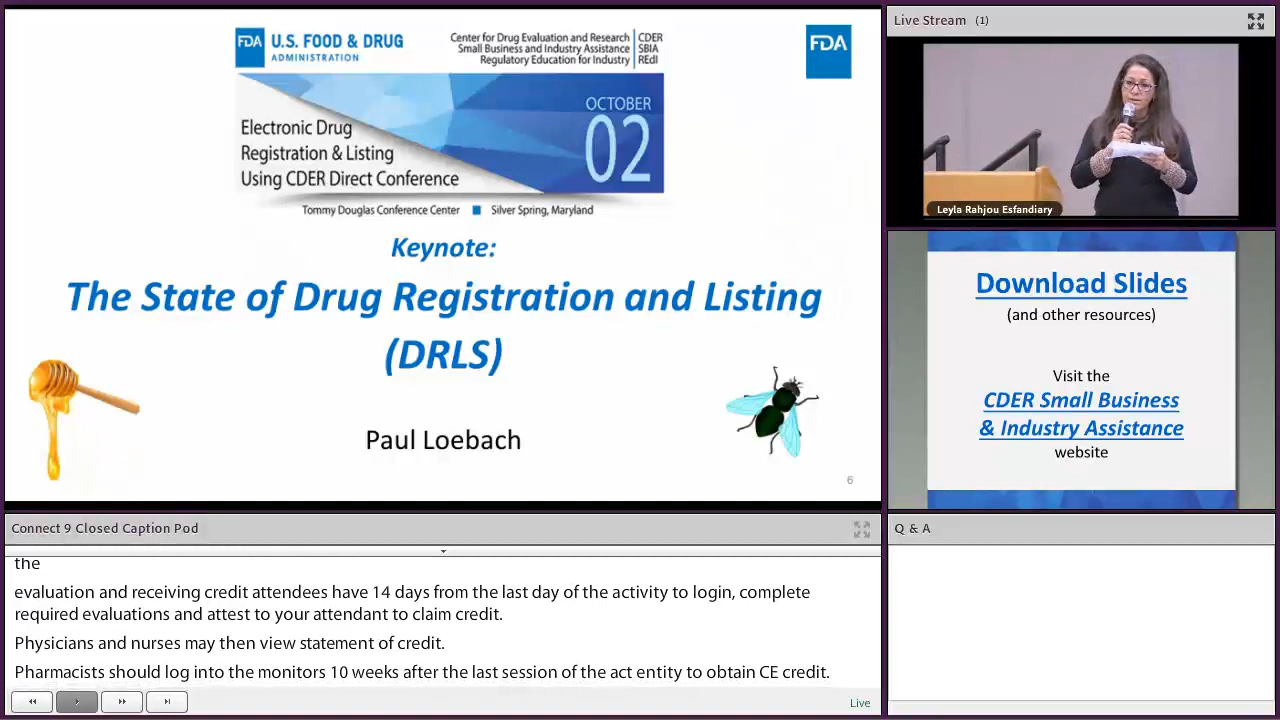 FDA U.S. FOOD & DRUG
ADMINISTRATION
Center for Drug Evaluation and Research
Small Business and Industry Assistance
Regulatory Education for Industry
CDER
SBIA
REdI
FDA
OCTOBER
02
Electronic Drug
Registration & Listing
Using CDER Direct Conference
Tommy Douglas Conference Center ■ Silver Spring, Maryland
Keynote:
The State of Drug Registration and Listing
(DRLS)
Paul Loebach
6
Live Stream (1)
Leyla Rahjou Esfandiary
Download Slides
(and other resources)
Visit the
CDER Small Business
& Industry Assistance
website
Connect 9 Closed Caption Pod
the
evaluation and receiving credit attendees have 14 days from the last day of the activity to login, complete
required evaluations and attest to your attendant to claim credit.
Physicians and nurses may then view statement of credit.
Pharmacists should log into the monitors 10 weeks after the last session of the act entity to obtain CE credit.
Live
Q & A